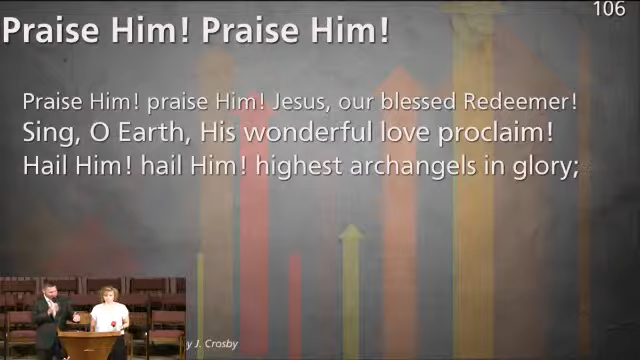 106
Praise Him! Praise Him!
Praise Him! praise Him! Jesus, our blessed Redeemer!
Sing, O Earth, His wonderful love proclaim!
Hail Him! hail Him! highest archangels in glory;
y J. Crosby